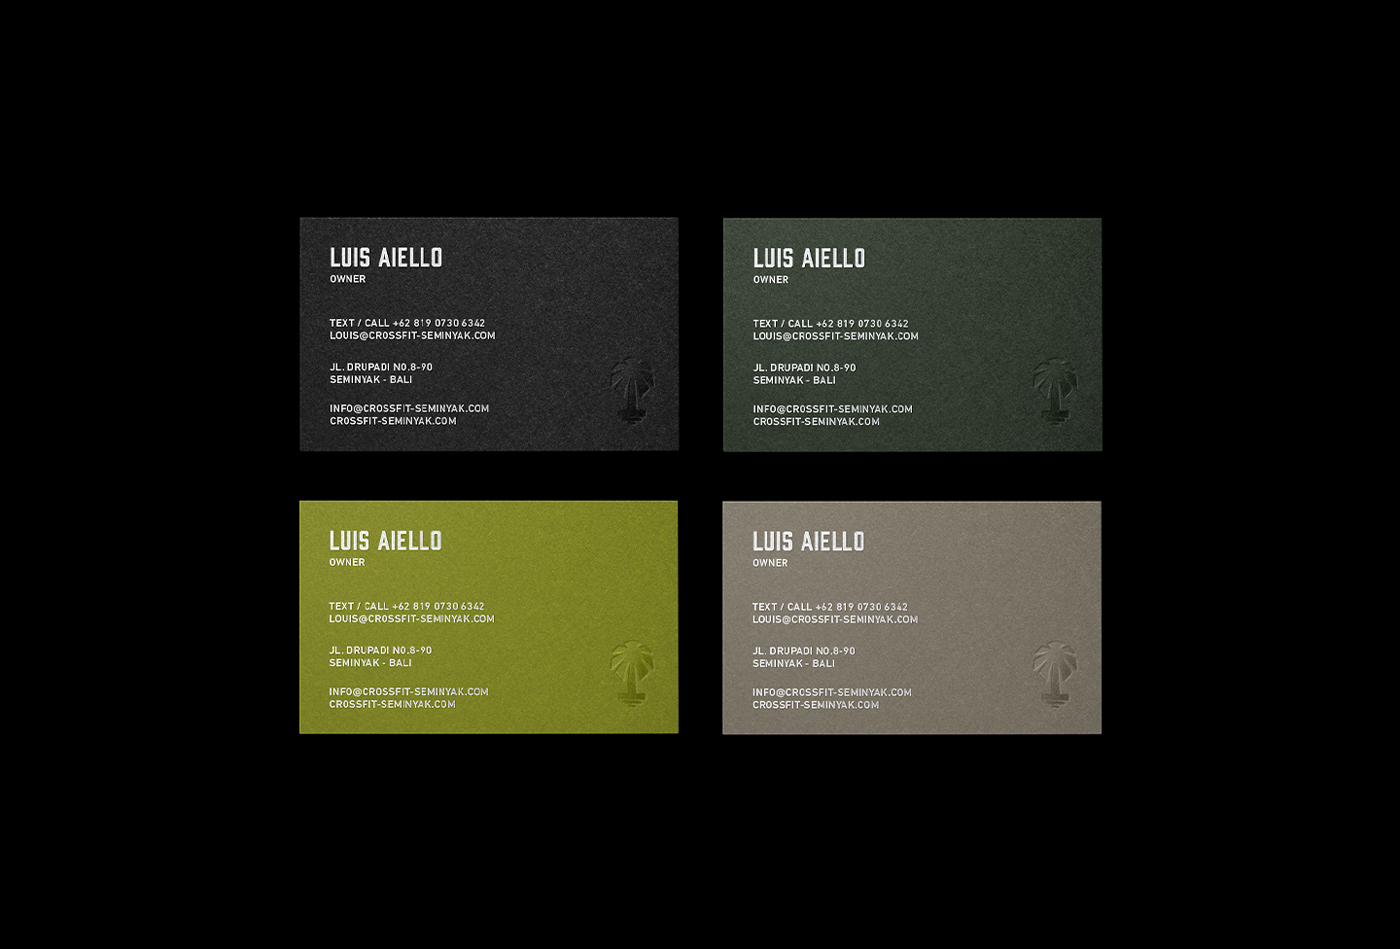 LUIS AIELLO
OWNER
TEXT / CALL +62 819 0730 6342
LOUIS@CROSSFIT-SEMINYAK.COM
JL. DRUPADI NO.8-90
SEMINYAK - BALI
INFO@CROSSFIT-SEMINYAK.COM
CROSSFIT-SEMINYAK.COM
LUIS AIELLO
OWNER
TEXT / CALL +62 819 0730 6342
LOUIS@CROSSFIT-SEMINYAK.COM
JL. DRUPADI NO.8-90
SEMINYAK - BALI
INFO@CROSSFIT-SEMINYAK.COM
CROSSFIT-SEMINYAK.COM
LUIS AIELLO
OWNER
TEXT / CALL +62 819 0730 6342
LOUIS@CROSSFIT-SEMINYAK.COM
JL. DRUPADI NO.8-90
SEMINYAK - BALI
INFO@CROSSFIT-SEMINYAK.COM
CROSSFIT-SEMINYAK.COM
LUIS AIELLO
OWNER
TEXT / CALL +62 819 0730 6342
LOUIS@CROSSFIT-SEMINYAK.COM
JL. DRUPADI NO.8-90
SEMINYAK - BALI
INFO@CROSSFIT-SEMINYAK.COM
CROSSFIT-SEMINYAK.COM